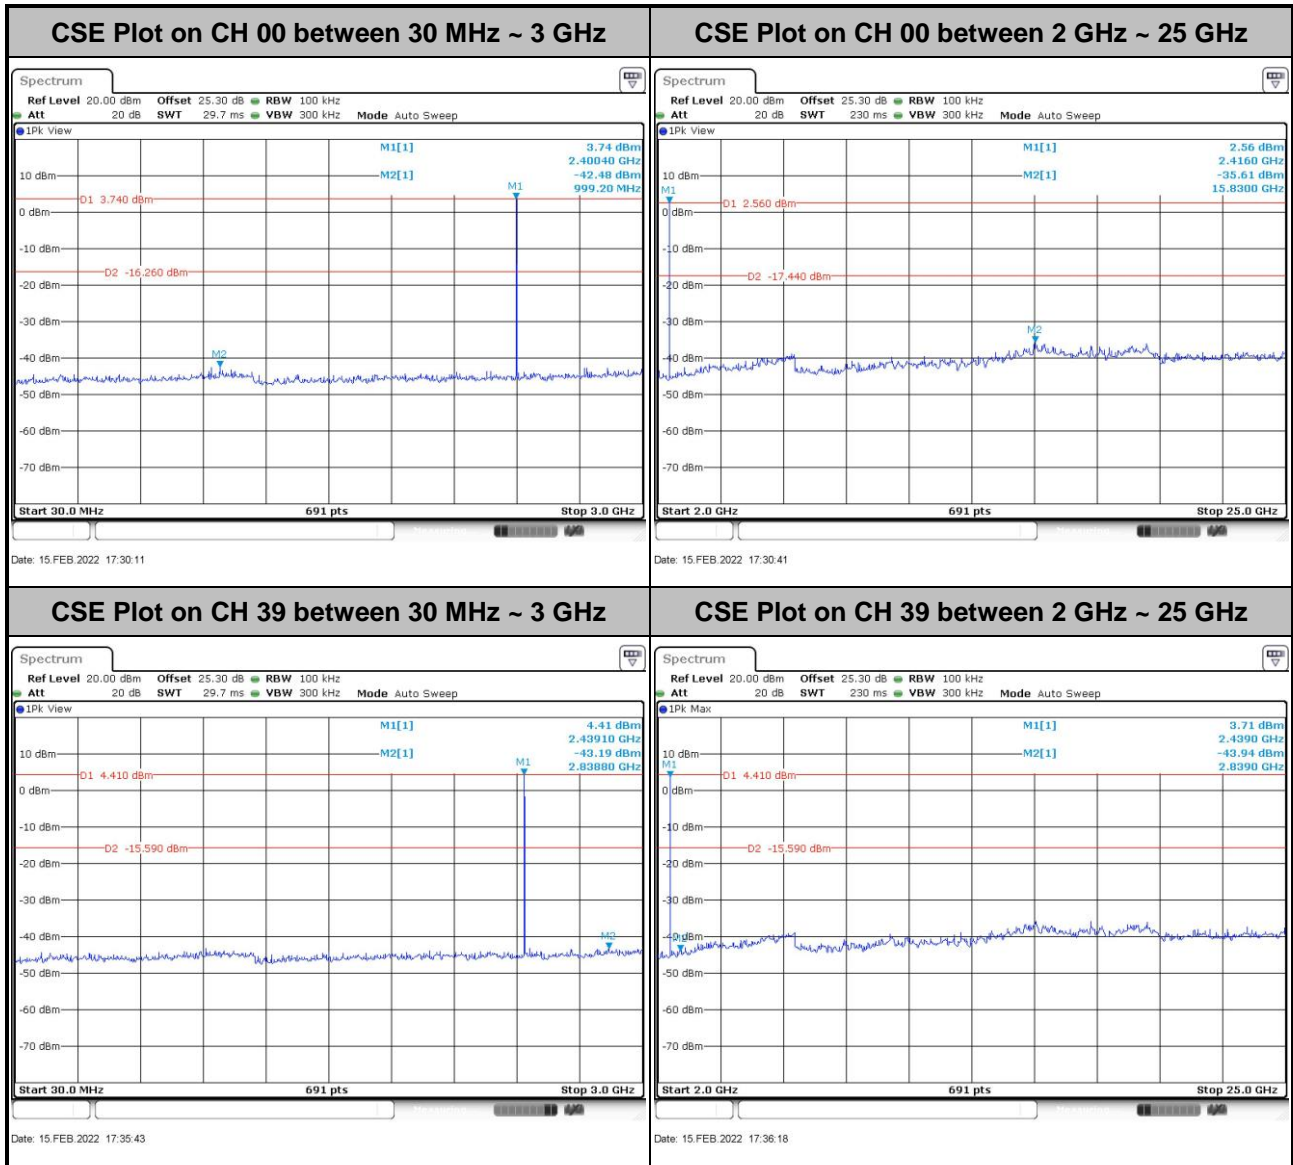 CSE Plot on CH 00 between 30 MHz ~ 3 GHz
Spectrum
Ref Level 20.00 dBm Offset 25.30 dB RBW 100 kHz
Att 20 dB SWT 29.7 ms VBW 300 kHz Mode Auto Sweep
1Pk View
M1[1] 3.74 dBm
2.40040 GHz
M2[1] -42.48 dBm
999.20 MHz
10 dBm
M1
D1 3.740 dBm
0 dBm
-10 dBm
D2 -16.260 dBm
-20 dBm
-30 dBm
M2
-40 dBm
-50 dBm
-60 dBm
-70 dBm
Start 30.0 MHz 691 pts Stop 3.0 GHz
Date: 15.FEB.2022 17:30:11
CSE Plot on CH 00 between 2 GHz ~ 25 GHz
Spectrum
Ref Level 20.00 dBm Offset 25.30 dB RBW 100 kHz
Att 20 dB SWT 230 ms VBW 300 kHz Mode Auto Sweep
1Pk View
M1[1] 2.56 dBm
2.4160 GHz
M2[1] -35.61 dBm
15.8300 GHz
10 dBm
M1
D1 2.560 dBm
0 dBm
-10 dBm
D2 -17.440 dBm
-20 dBm
-30 dBm
M2
-40 dBm
-50 dBm
-60 dBm
-70 dBm
Start 2.0 GHz 691 pts Stop 25.0 GHz
Date: 15.FEB.2022 17:30:41
CSE Plot on CH 39 between 30 MHz ~ 3 GHz
Spectrum
Ref Level 20.00 dBm Offset 25.30 dB RBW 100 kHz
Att 20 dB SWT 29.7 ms VBW 300 kHz Mode Auto Sweep
1Pk View
M1[1] 4.41 dBm
2.43910 GHz
M2[1] -43.19 dBm
2.83880 GHz
10 dBm
M1
D1 4.410 dBm
0 dBm
-10 dBm
D2 -15.590 dBm
-20 dBm
-30 dBm
-40 dBm
M2
-50 dBm
-60 dBm
-70 dBm
Start 30.0 MHz 691 pts Stop 3.0 GHz
Date: 15.FEB.2022 17:35:43
CSE Plot on CH 39 between 2 GHz ~ 25 GHz
Spectrum
Ref Level 20.00 dBm Offset 25.30 dB RBW 100 kHz
Att 20 dB SWT 230 ms VBW 300 kHz Mode Auto Sweep
1Pk Max
M1[1] 3.71 dBm
2.4390 GHz
M2[1] -43.94 dBm
2.8390 GHz
10 dBm
M1
D1 4.410 dBm
0 dBm
-10 dBm
D2 -15.590 dBm
-20 dBm
-30 dBm
-40 dBm
-50 dBm
-60 dBm
-70 dBm
Start 2.0 GHz 691 pts Stop 25.0 GHz
Date: 15.FEB.2022 17:36:18